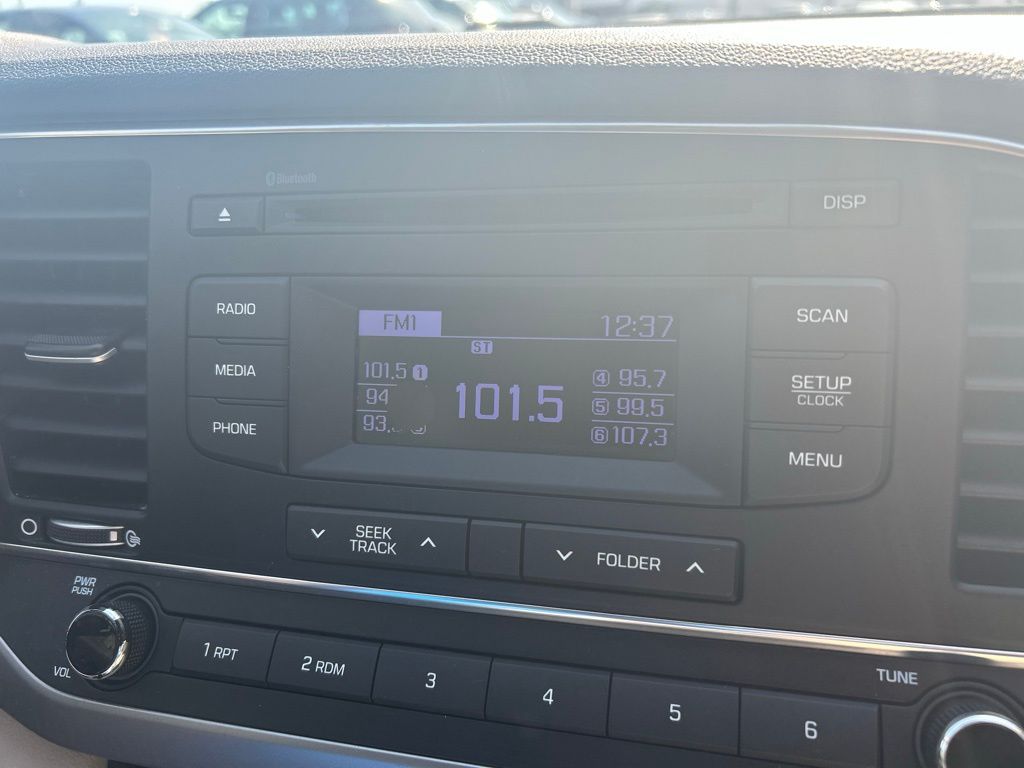 Bluetooth
DISP
RADIO
MEDIA
PHONE
FM1 12:37
ST
101.5 1
94
93.
101.5
4 95.7
5 99.5
6 107.3
SCAN
SETUP
CLOCK
MENU
SEEK
TRACK
FOLDER
PWR
PUSH
VOL
1 RPT
2 RDM
3
4
5
6
TUNE